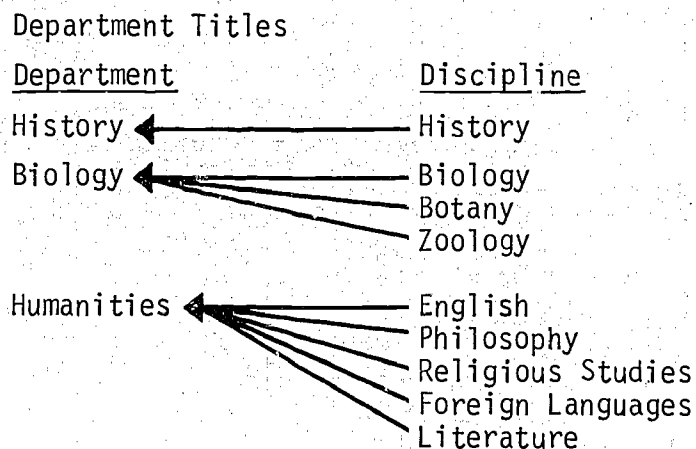 Department Titles
Department Discipline
History History
Biology Biology
Botany
Zoology
Humanities English
Philosophy
Religious Studies
Foreign Languages
Literature